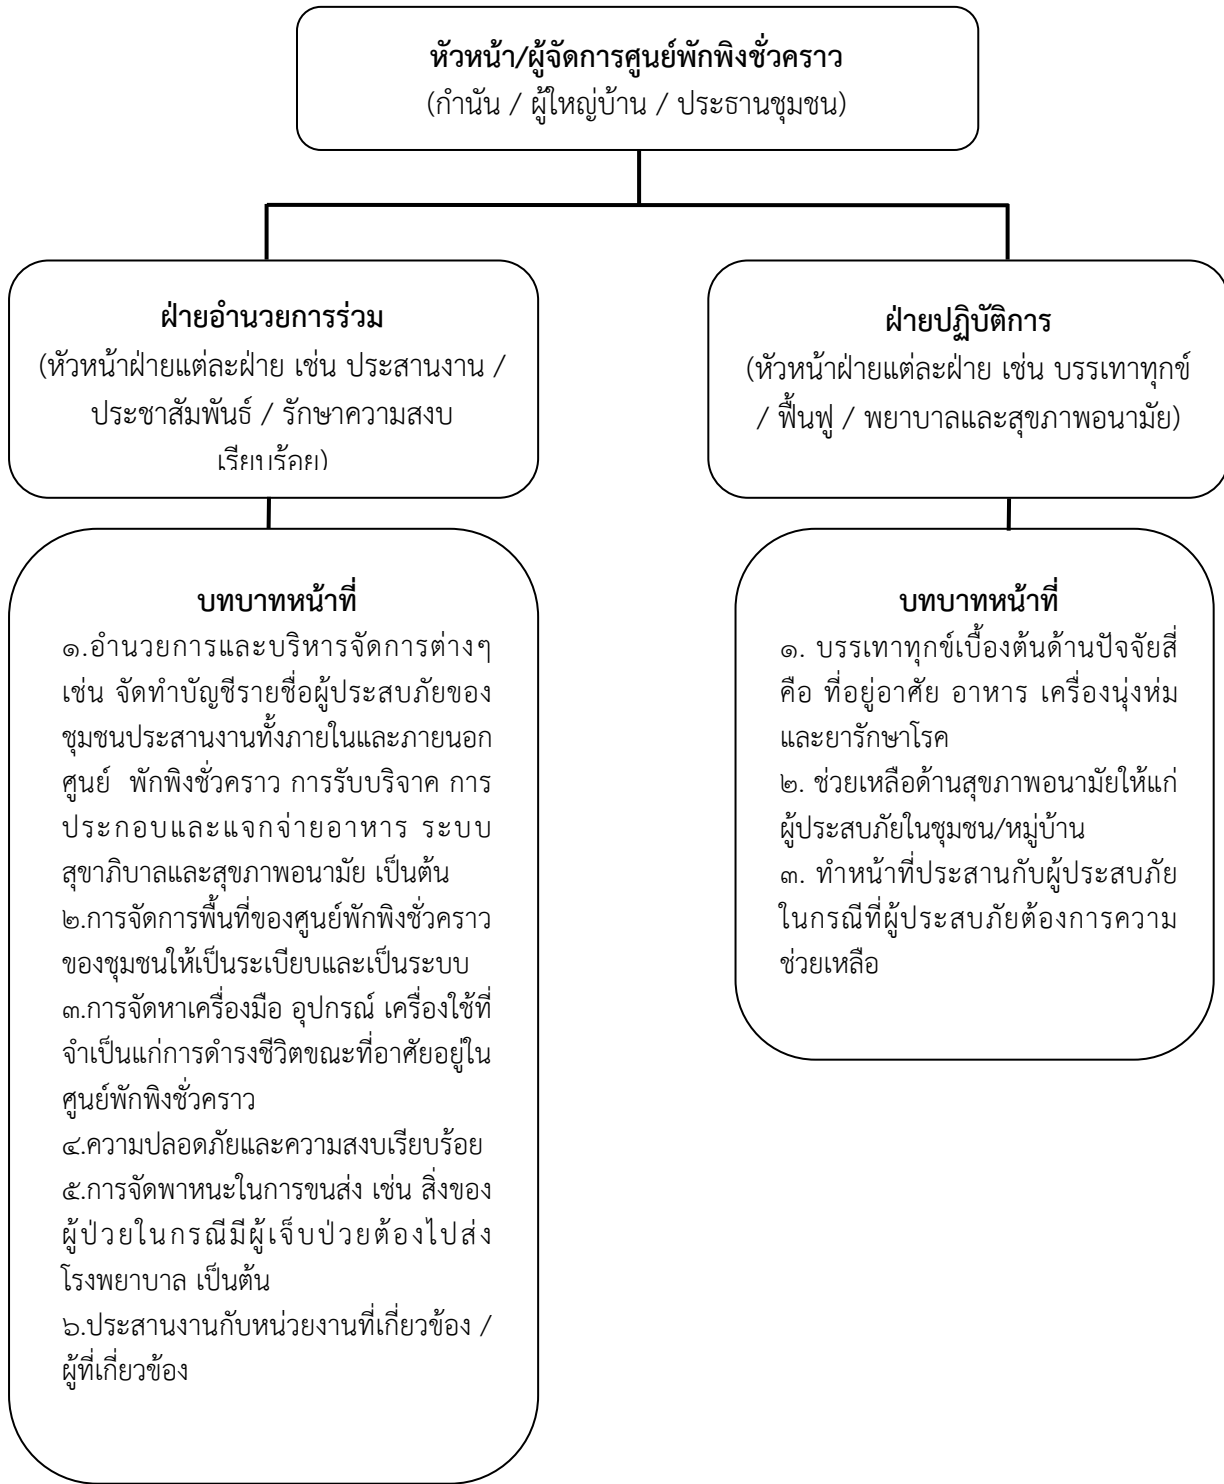 หัวหน้า/ผู้จัดการศูนย์พักพิงชั่วคราว
(กำนัน / ผู้ใหญ่บ้าน / ประธานชุมชน)
ฝ่ายอำนวยการร่วม
(หัวหน้าฝ่ายแต่ละฝ่าย เช่น ประสานงาน /
ประชาสัมพันธ์ / รักษาความสงบ
เรียบร้อย)
ฝ่ายปฏิบัติการ
(หัวหน้าฝ่ายแต่ละฝ่าย เช่น บรรเทาทุกข์
/ ฟื้นฟู / พยาบาลและสุขภาพอนามัย)
บทบาทหน้าที่
๑.อำนวยการและบริหารจัดการต่างๆ
เช่น จัดทำบัญชีรายชื่อผู้ประสบภัยของ
ชุมชนประสานงานทั้งภายในและภายนอก
ศูนย์ พักพิงชั่วคราว การรับบริจาค การ
ประกอบและแจกจ่ายอาหาร ระบบ
สุขาภิบาลและสุขภาพอนามัย เป็นต้น
๒.การจัดการพื้นที่ของศูนย์พักพิงชั่วคราว
ของชุมชนให้เป็นระเบียบและเป็นระบบ
๓.การจัดหาเครื่องมือ อุปกรณ์ เครื่องใช้ที่
จำเป็นแก่การดำรงชีวิตขณะที่อาศัยอยู่ใน
ศูนย์พักพิงชั่วคราว
๔.ความปลอดภัยและความสงบเรียบร้อย
๕.การจัดพาหนะในการขนส่ง เช่น สิ่งของ
ผู้ป่วยในกรณีมีผู้เจ็บป่วยต้องไปส่ง
โรงพยาบาล เป็นต้น
๖.ประสานงานกับหน่วยงานที่เกี่ยวข้อง /
ผู้ที่เกี่ยวข้อง
บทบาทหน้าที่
๑. บรรเทาทุกข์เบื้องต้นด้านปัจจัยสี่
คือ ที่อยู่อาศัย อาหาร เครื่องนุ่งห่ม
และยารักษาโรค
๒. ช่วยเหลือด้านสุขภาพอนามัยให้แก่
ผู้ประสบภัยในชุมชน/หมู่บ้าน
๓. ทำหน้าที่ประสานกับผู้ประสบภัย
ในกรณีที่ผู้ประสบภัยต้องการความ
ช่วยเหลือ